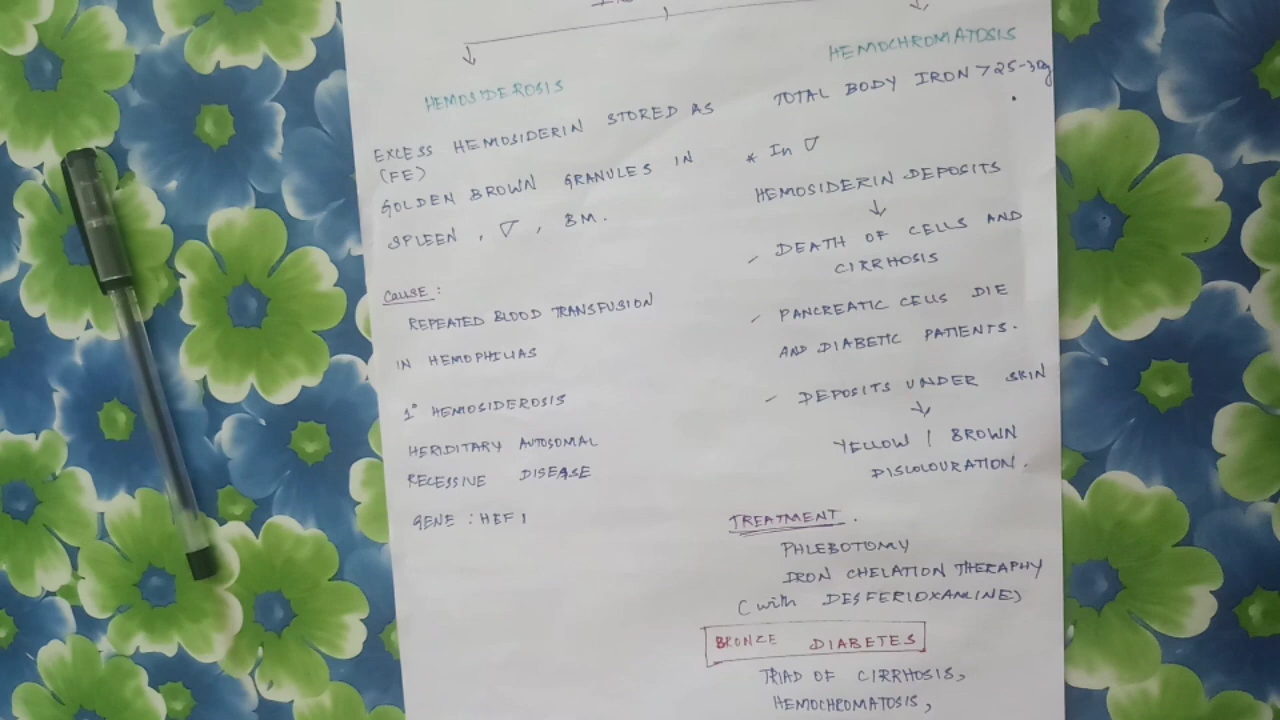 HEMOSIDEROSIS
EXCESS HEMOSIDERIN STORED AS
(FE)
GOLDEN BROWN GRANULES IN
SPLEEN, ▽, BM.
CAUSE:
REPEATED BLOOD TRANSFUSION
IN HEMOPHILIAS
1° HEMOSIDEROSIS
HERIDITARY AUTOSOMAL
RECESSIVE DISEASE
GENE: HEF 1
HEMOCHROMATOSIS
TOTAL BODY IRON > 25-30g
* In ▽
HEMOSIDERIN DEPOSITS
↓
DEATH OF CELLS AND
CIRRHOSIS
PANCREATIC CELLS DIE
AND DIABETIC PATIENTS.
DEPOSITS UNDER SKIN
↓
YELLOW / BROWN
DISLOLOURATION.
TREATMENT.
PHLEBOTOMY
IRON CHELATION THERAPHY
(with DESFERIOXAMINE)
BRONZE DIABETES
TRIAD OF CIRRHOSIS,
HEMOCHROMATOSIS,